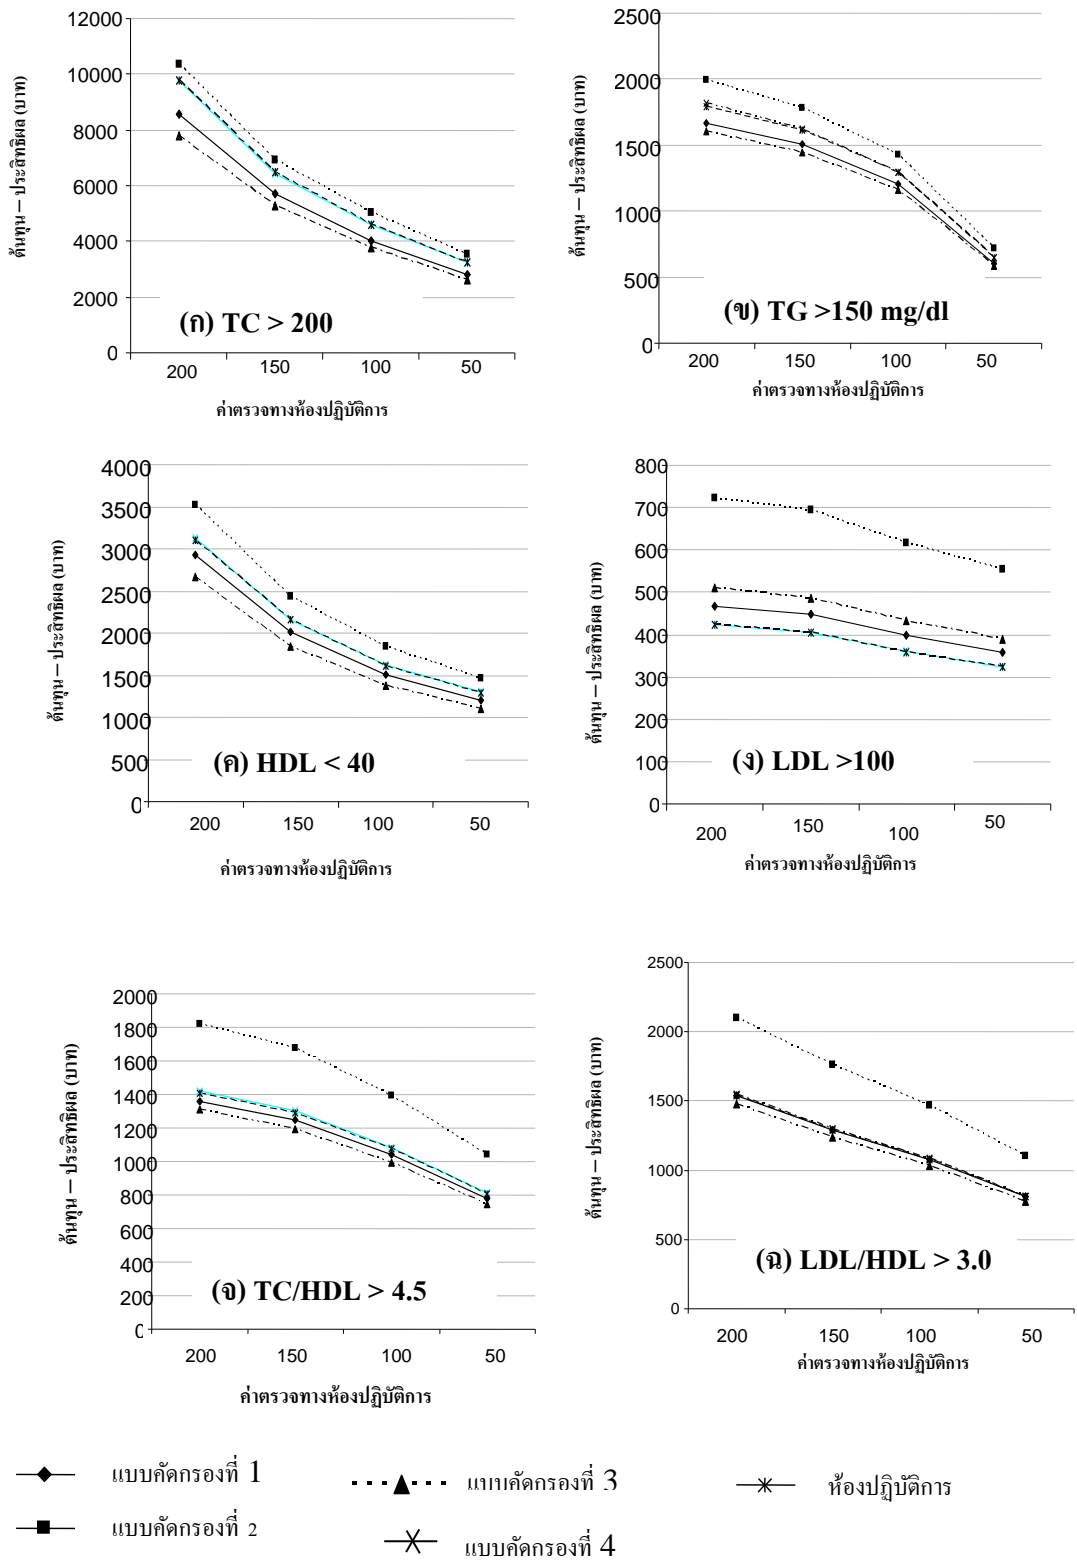 12000
10000
8000
6000
4000
2000
0
ต้นทุน – ประสิทธิผล (บาท)
(ก) TC > 200
200 150 100 50
ค่าตรวจทางห้องปฏิบัติการ
2500
2000
1500
1000
500
0
ต้นทุน – ประสิทธิผล (บาท)
(ข) TG >150 mg/dl
200 150 100 50
ค่าตรวจทางห้องปฏิบัติการ
4000
3500
3000
2500
2000
1500
1000
500
0
ต้นทุน – ประสิทธิผล (บาท)
(ค) HDL < 40
200 150 100 50
ค่าตรวจทางห้องปฏิบัติการ
800
700
600
500
400
300
200
100
0
ต้นทุน – ประสิทธิผล (บาท)
(ง) LDL >100
200 150 100 50
ค่าตรวจทางห้องปฏิบัติการ
2000
1800
1600
1400
1200
1000
800
600
400
200
0
ต้นทุน – ประสิทธิผล (บาท)
(จ) TC/HDL > 4.5
200 150 100 50
ค่าตรวจทางห้องปฏิบัติการ
2500
2000
1500
1000
500
0
ต้นทุน – ประสิทธิผล (บาท)
(ฉ) LDL/HDL > 3.0
200 150 100 50
ค่าตรวจทางห้องปฏิบัติการ
แบบคัดกรองที่ 1
แบบคัดกรองที่ 3
ห้องปฏิบัติการ
แบบคัดกรองที่ 2
แบบคัดกรองที่ 4